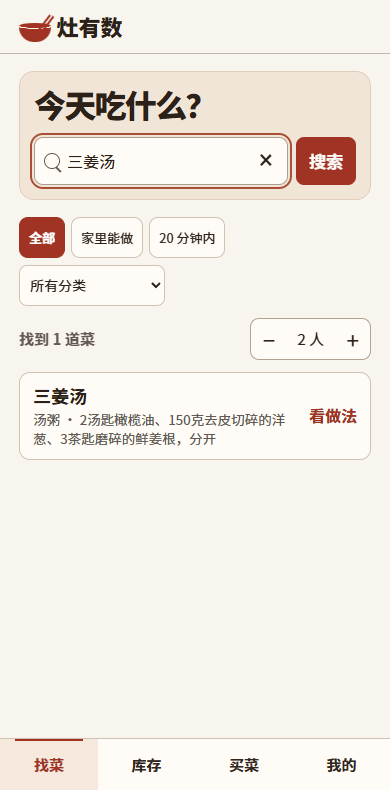 灶有数
今天吃什么?
三姜汤 ×
搜索
全部
家里能做
20 分钟内
所有分类
找到 1 道菜
− 2 人 +
三姜汤
汤粥 · 2汤匙橄榄油、150克去皮切碎的洋
葱、3茶匙磨碎的鲜姜根，分开
看做法
找菜
库存
买菜
我的